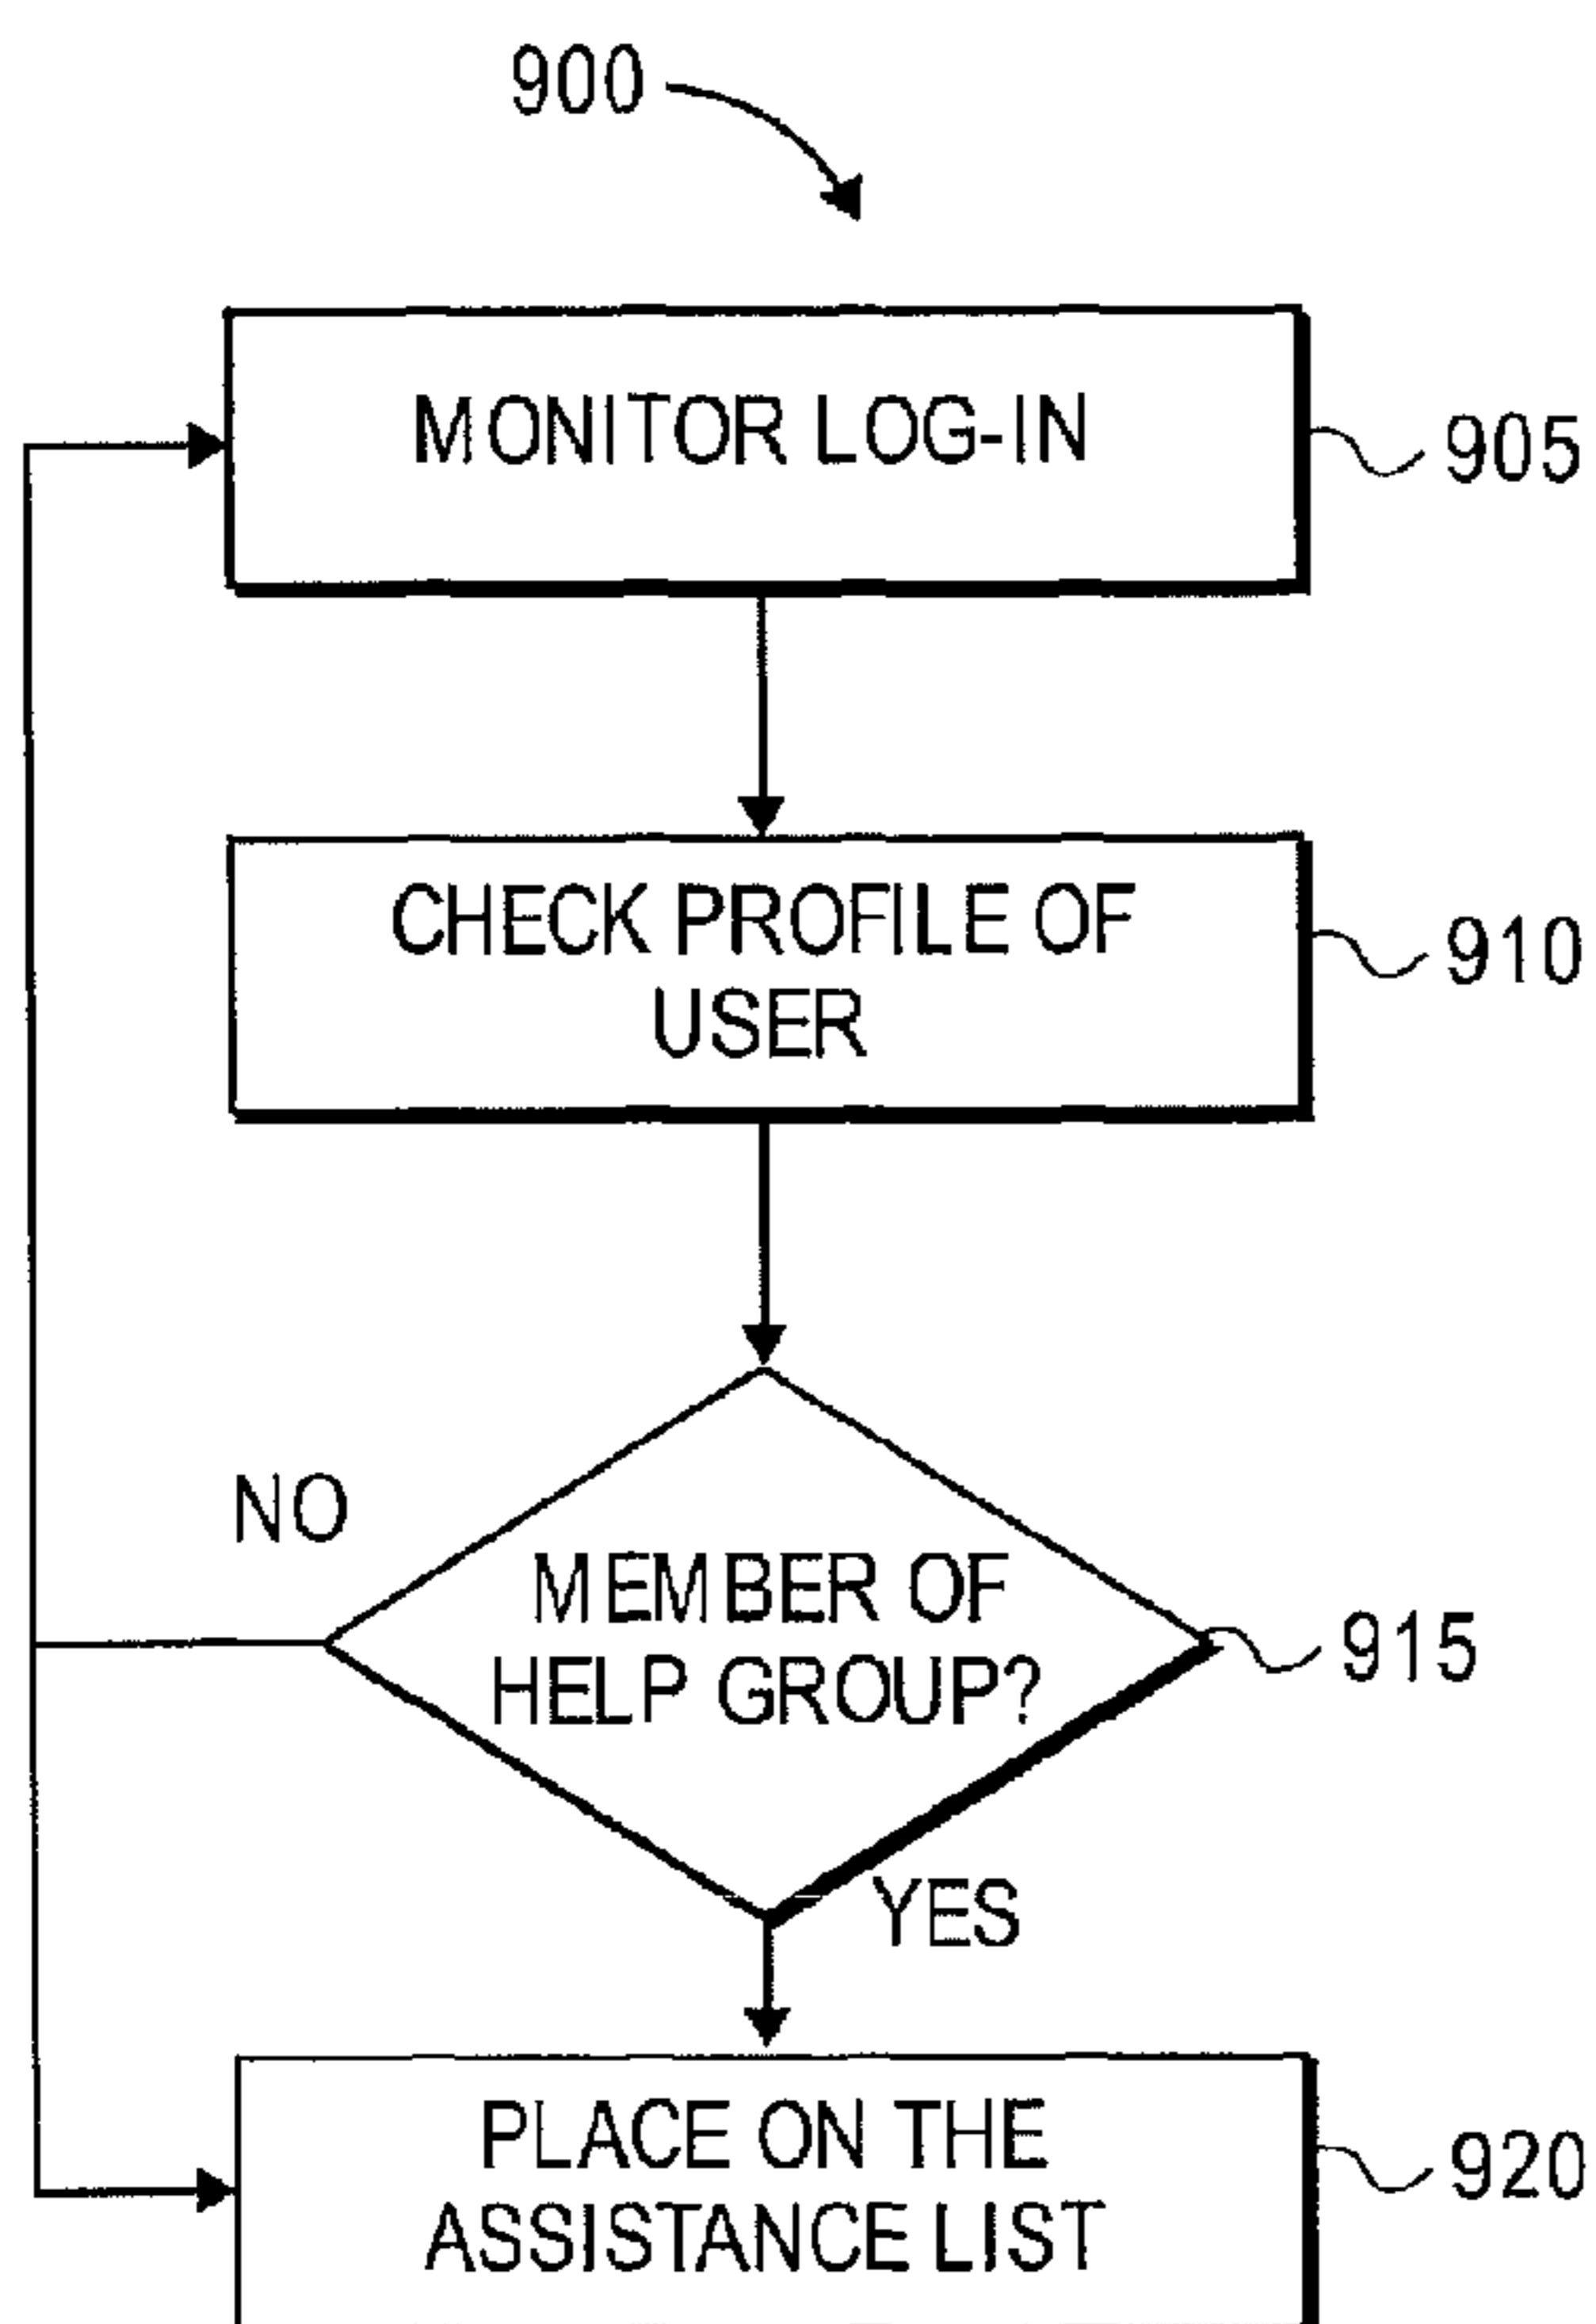 900
MONITOR LOG-IN
905
CHECK PROFILE OF
USER
910
NO
MEMBER OF
HELP GROUP?
915
YES
PLACE ON THE
ASSISTANCE LIST
920